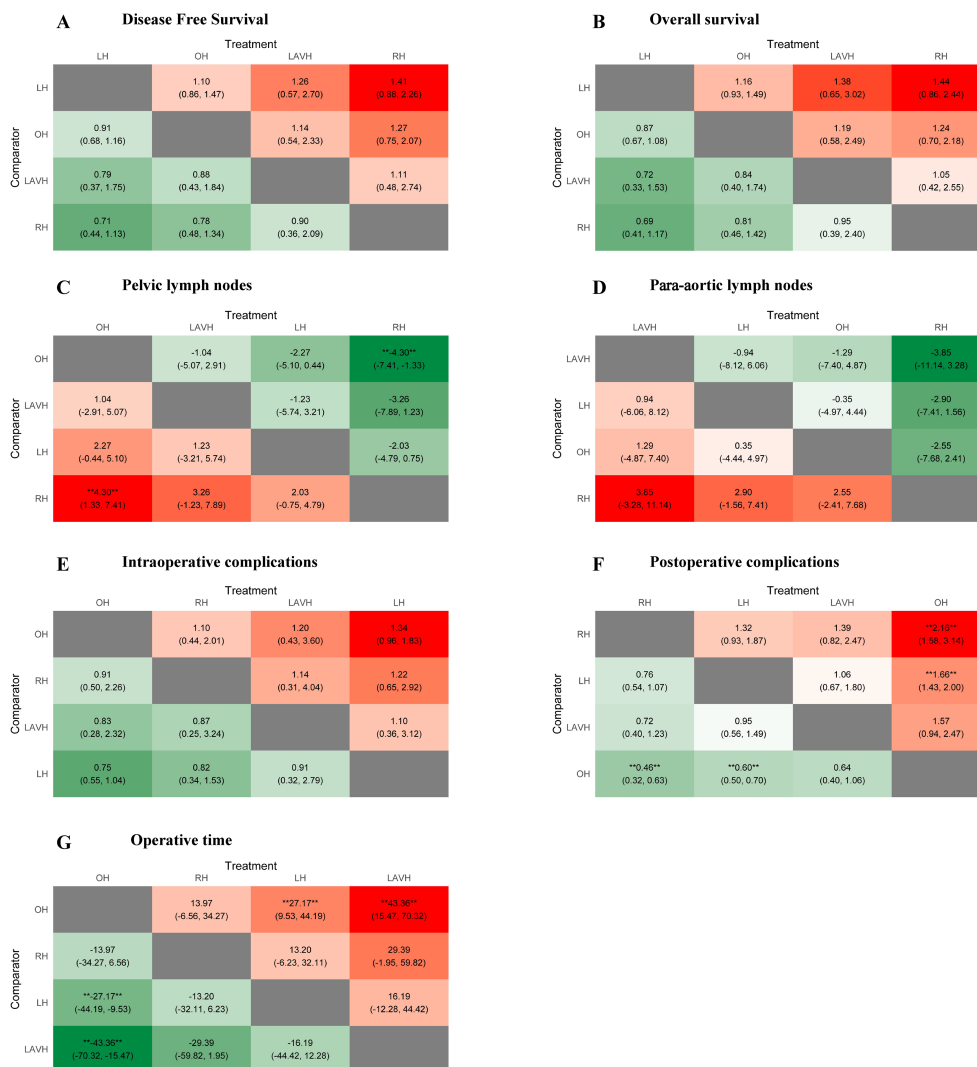 A Disease Free Survival
Treatment
LH OH LAVH RH
Comparator
LH
1.10 1.26 1.41
(0.86, 1.47) (0.57, 2.70) (0.88, 2.26)
OH
0.91 1.14 1.27
(0.68, 1.16) (0.54, 2.33) (0.75, 2.07)
LAVH
0.79 0.88 1.11
(0.37, 1.75) (0.43, 1.84) (0.48, 2.74)
RH
0.71 0.78 0.90
(0.44, 1.13) (0.48, 1.34) (0.36, 2.09)
B Overall survival
Treatment
LH OH LAVH RH
Comparator
LH
1.16 1.38 1.44
(0.93, 1.49) (0.65, 3.02) (0.86, 2.44)
OH
0.87 1.19 1.24
(0.67, 1.08) (0.58, 2.49) (0.70, 2.18)
LAVH
0.72 0.84 1.05
(0.33, 1.53) (0.40, 1.74) (0.42, 2.55)
RH
0.69 0.81 0.95
(0.41, 1.17) (0.46, 1.42) (0.39, 2.40)
C Pelvic lymph nodes
Treatment
OH LAVH LH RH
Comparator
OH
-1.04 -2.27 **-4.30**
(-5.07, 2.91) (-5.10, 0.44) (-7.41, -1.33)
LAVH
1.04 -1.23 -3.26
(-2.91, 5.07) (-5.74, 3.21) (-7.89, 1.23)
LH
2.27 1.23 -2.03
(-0.44, 5.10) (-3.21, 5.74) (-4.79, 0.75)
RH
**4.30** 3.26 2.03
(1.33, 7.41) (-1.23, 7.89) (-0.75, 4.79)
D Para-aortic lymph nodes
Treatment
LAVH LH OH RH
Comparator
LAVH
-0.94 -1.29 -3.85
(-8.12, 6.06) (-7.40, 4.87) (-11.14, 3.28)
LH
0.94 -0.35 -2.90
(-6.06, 8.12) (-4.97, 4.44) (-7.41, 1.56)
OH
1.29 0.35 -2.55
(-4.87, 7.40) (-4.44, 4.97) (-7.68, 2.41)
RH
3.85 2.90 2.55
(-3.28, 11.14) (-1.56, 7.41) (-2.41, 7.68)
E Intraoperative complications
Treatment
OH RH LAVH LH
Comparator
OH
1.10 1.20 1.34
(0.44, 2.01) (0.43, 3.60) (0.96, 1.83)
RH
0.91 1.14 1.22
(0.50, 2.26) (0.31, 4.04) (0.65, 2.92)
LAVH
0.83 0.87 1.10
(0.28, 2.32) (0.25, 3.24) (0.36, 3.12)
LH
0.75 0.82 0.91
(0.55, 1.04) (0.34, 1.53) (0.32, 2.79)
F Postoperative complications
Treatment
RH LH LAVH OH
Comparator
RH
1.32 1.39 **2.16**
(0.93, 1.87) (0.82, 2.47) (1.58, 3.14)
LH
0.76 1.06 **1.66**
(0.54, 1.07) (0.67, 1.80) (1.43, 2.00)
LAVH
0.72 0.95 1.57
(0.40, 1.23) (0.56, 1.49) (0.94, 2.47)
OH
**0.46** **0.60** 0.64
(0.32, 0.63) (0.50, 0.70) (0.40, 1.06)
G Operative time
Treatment
OH RH LH LAVH
Comparator
OH
13.97 **27.17** **43.36**
(-6.56, 34.27) (9.53, 44.19) (15.47, 70.32)
RH
-13.97 13.20 29.39
(-34.27, 6.56) (-6.23, 32.11) (-1.95, 59.82)
LH
**-27.17** -13.20 16.19
(-44.19, -9.53) (-32.11, 6.23) (-12.28, 44.42)
LAVH
**-43.36** -29.39 -16.19
(-70.32, -15.47) (-59.82, 1.95) (-44.42, 12.28)